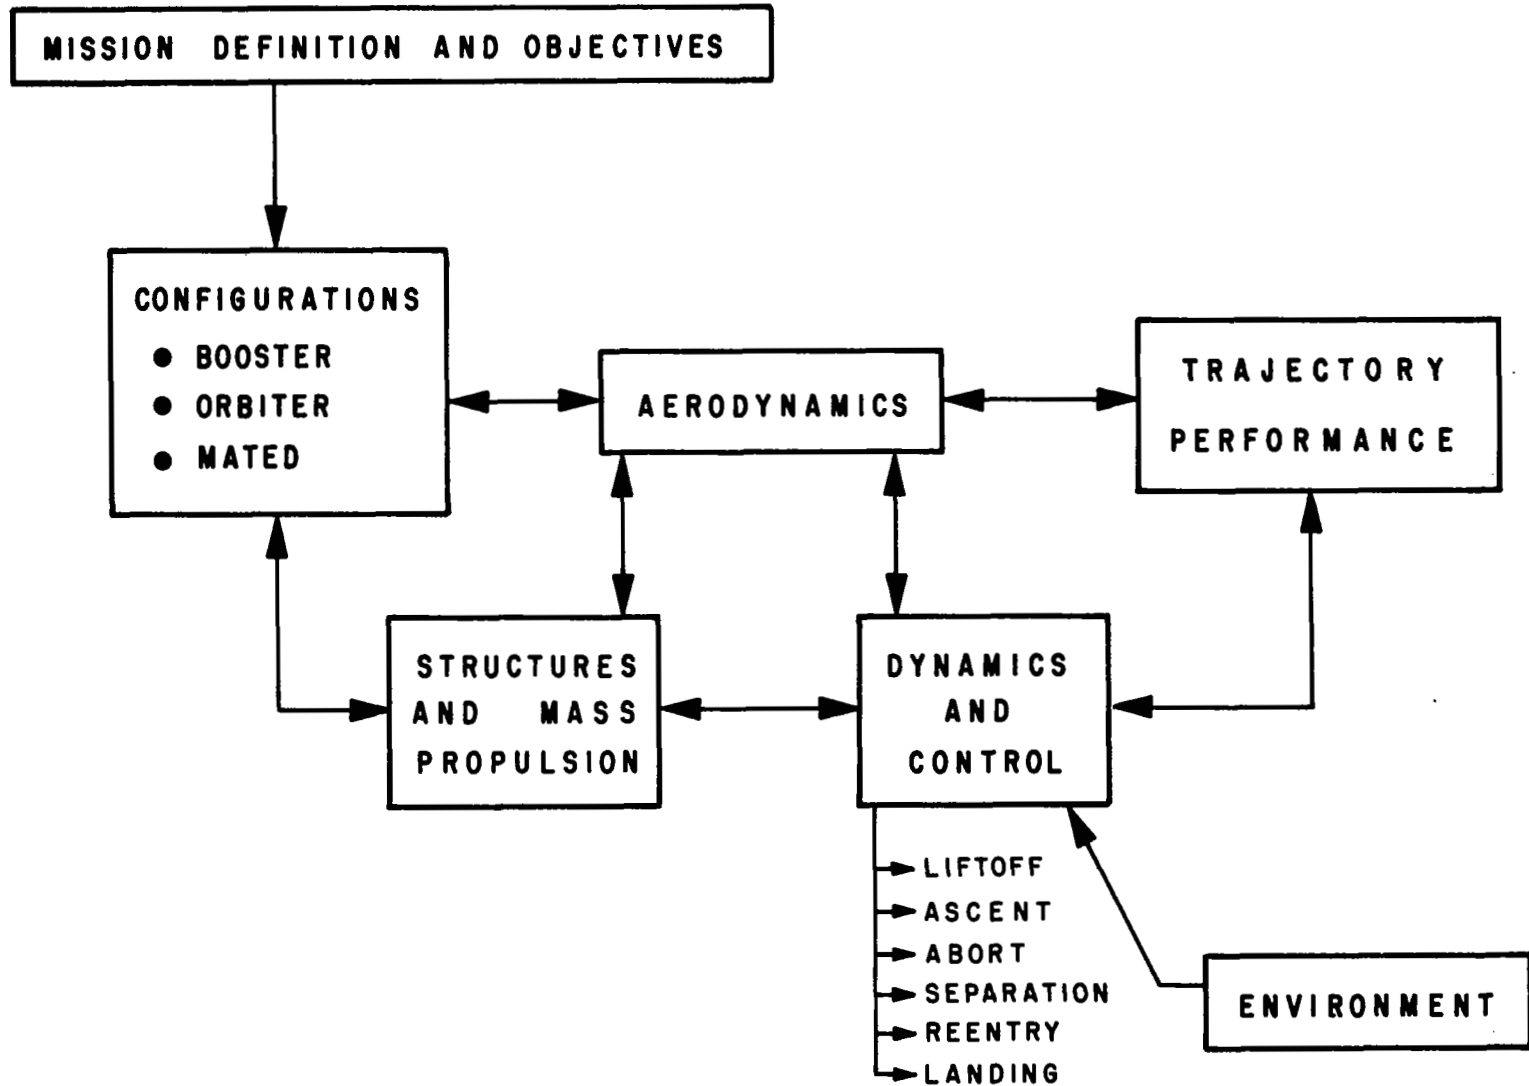 MISSION DEFINITION AND OBJECTIVES
CONFIGURATIONS
● BOOSTER
● ORBITER
● MATED
AERODYNAMICS
TRAJECTORY
PERFORMANCE
STRUCTURES
AND MASS
PROPULSION
DYNAMICS
AND
CONTROL
LIFTOFF
ASCENT
ABORT
SEPARATION
REENTRY
LANDING
ENVIRONMENT